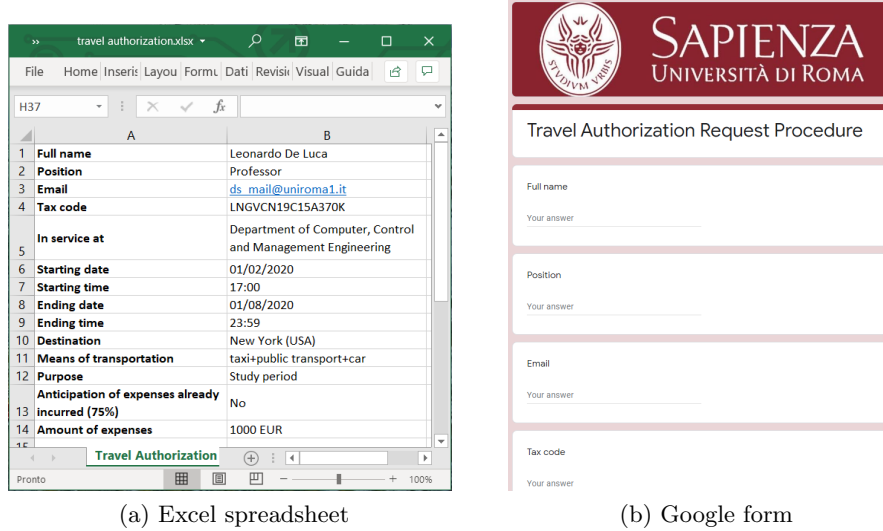 ›› travel authorization.xlsx
File Home Inseris Layou Formu Dati Revisi Visual Guida
H37 fx
A B
1 Full name Leonardo De Luca
2 Position Professor
3 Email ds_mail@uniroma1.it
4 Tax code LNGVCN19C15A370K
5 In service at Department of Computer, Control
and Management Engineering
6 Starting date 01/02/2020
7 Starting time 17:00
8 Ending date 01/08/2020
9 Ending time 23:59
10 Destination New York (USA)
11 Means of transportation taxi+public transport+car
12 Purpose Study period
Anticipation of expenses already
13 incurred (75%) No
14 Amount of expenses 1000 EUR
15
Travel Authorization
Pronto 100%
(a) Excel spreadsheet
STVDIVM VRBIS
SAPIENZA
UNIVERSITÀ DI ROMA
Travel Authorization Request Procedure
Full name
Your answer
Position
Your answer
Email
Your answer
Tax code
Your answer
(b) Google form